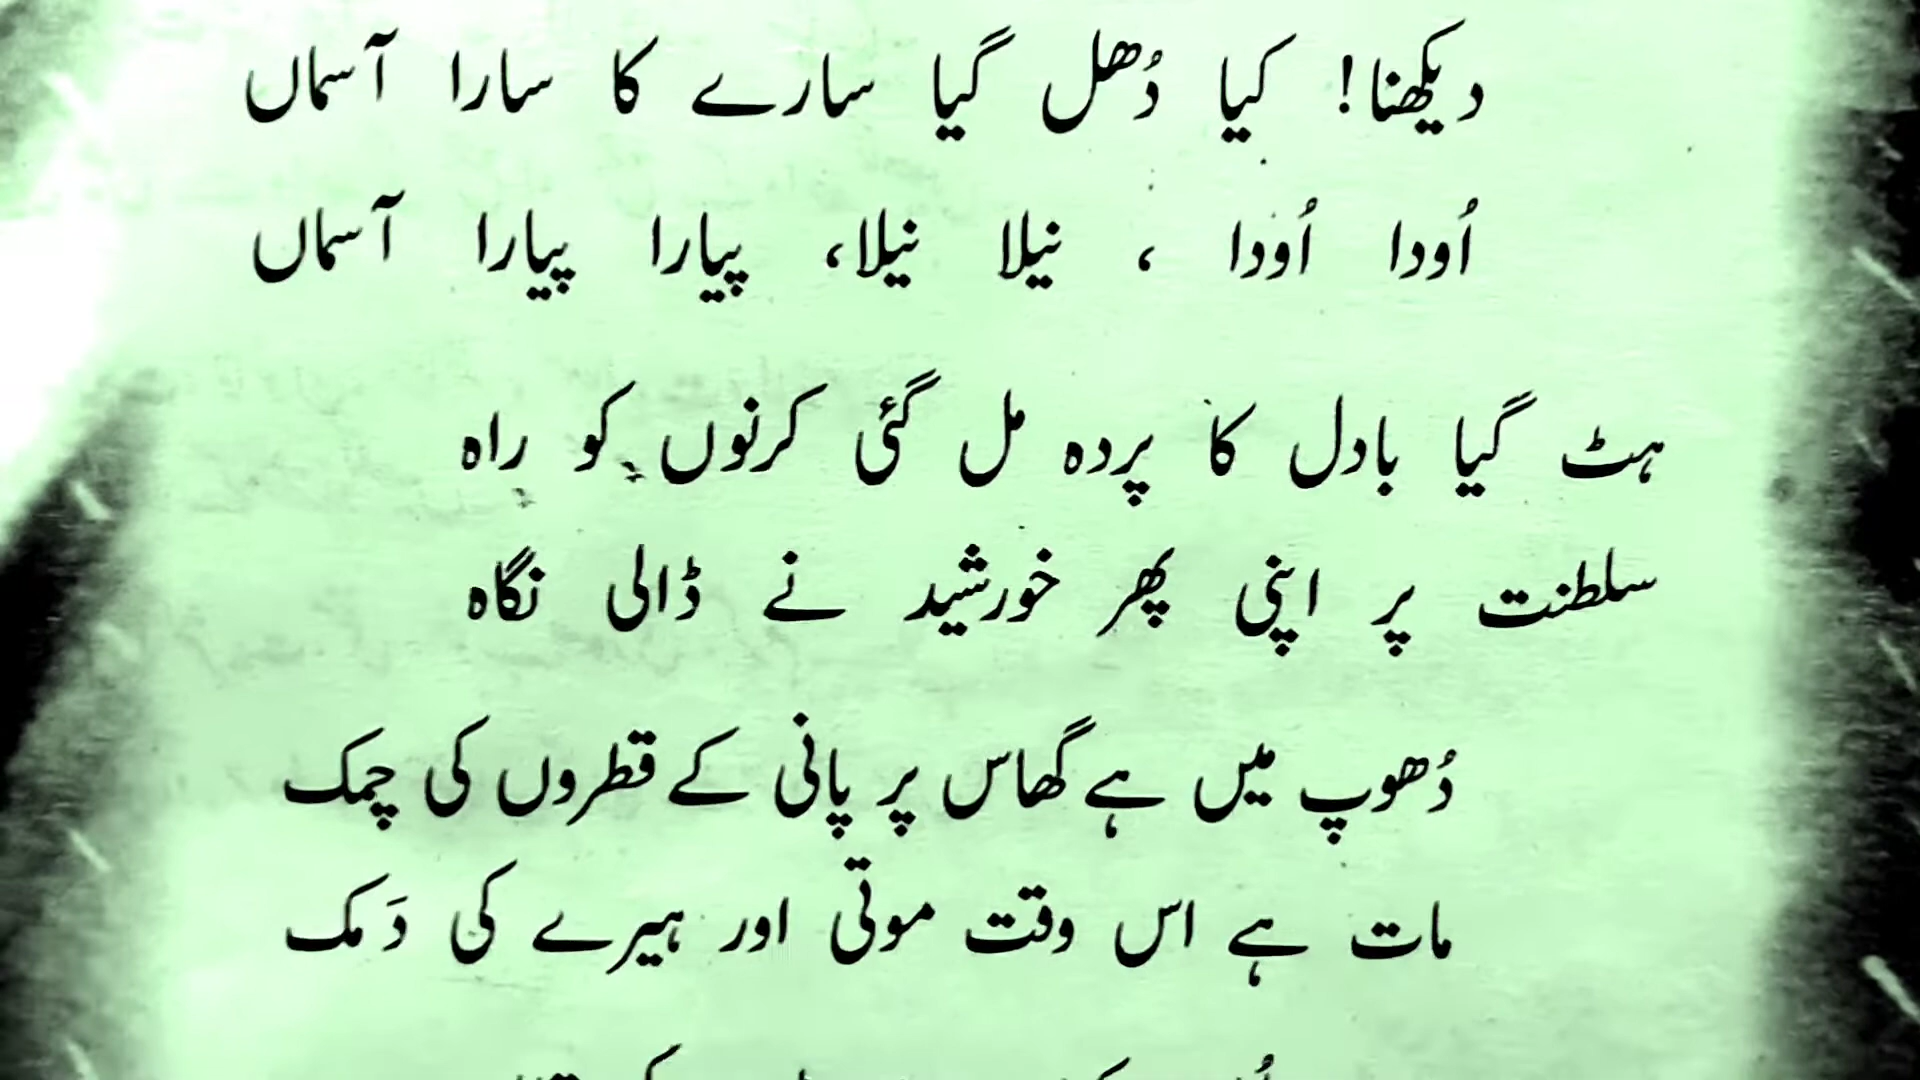 دیکھنا! کیا دُھل گیا سارے کا سارا آسماں
اُودا اُودا ، نیلا نیلا، پیارا پیارا آسماں
ہٹ گیا بادل کا پردہ مل گئی کرنوں کو راہ
سلطنت پر اپنی پھر خورشید نے ڈالی نگاہ
دُھوپ میں ہے گھاس پر پانی کے قطروں کی چمک
مات ہے اس وقت موتی اور ہیرے کی دَمک